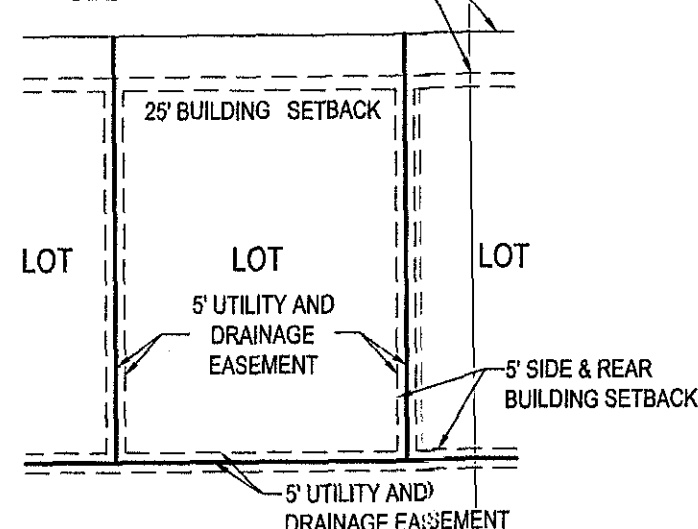 25' BUILDING SETBACK
LOT
LOT
LOT
5' UTILITY AND
DRAINAGE
EASEMENT
5' SIDE & REAR
BUILDING SETBACK
5' UTILITY AND
DRAINAGE EASEMENT